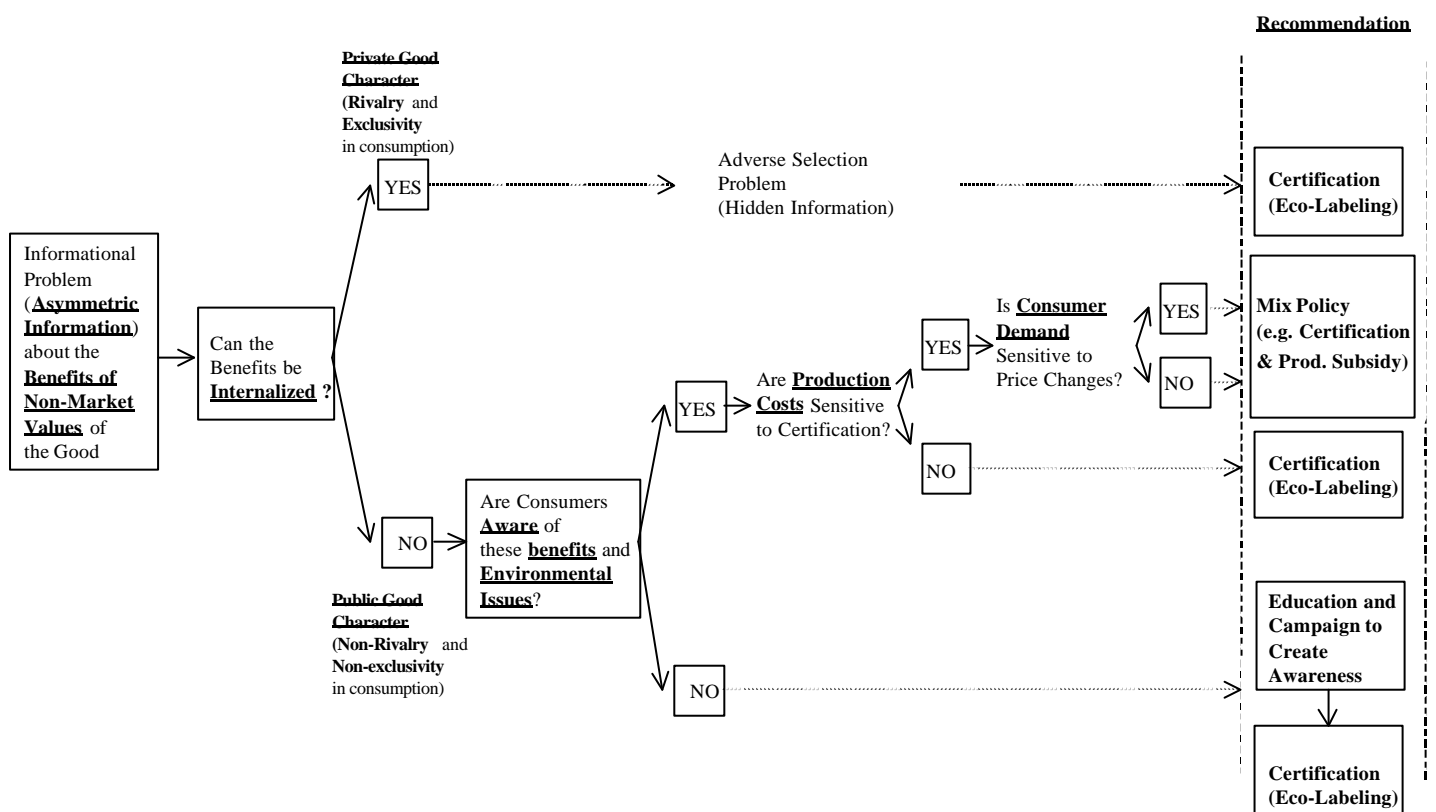 Recommendation
Private Good
Character
(Rivalry and
Exclusivity
in consumption)
YES
Adverse Selection
Problem
(Hidden Information)
Certification
(Eco-Labeling)
Informational
Problem
(Asymmetric
Information)
about the
Benefits of
Non-Market
Values of
the Good
Can the
Benefits be
Internalized ?
NO
Public Good
Character
(Non-Rivalry and
Non-exclusivity
in consumption)
Are Consumers
Aware of
these benefits and
Environmental
Issues?
YES
Are Production
Costs Sensitive
to Certification?
YES
Is Consumer
Demand
Sensitive to
Price Changes?
YES
NO
Mix Policy
(e.g. Certification
& Prod. Subsidy)
NO
Certification
(Eco-Labeling)
NO
Education and
Campaign to
Create
Awareness
Certification
(Eco-Labeling)